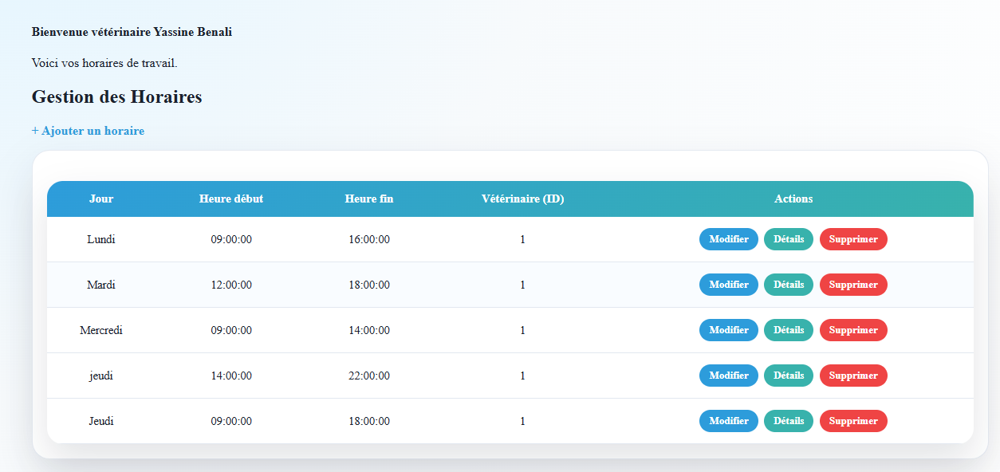 Bienvenue vétérinaire Yassine Benali
Voici vos horaires de travail.
Gestion des Horaires
+ Ajouter un horaire
Jour Heure début Heure fin Vétérinaire (ID) Actions
Lundi 09:00:00 16:00:00 1 Modifier Détails Supprimer
Mardi 12:00:00 18:00:00 1 Modifier Détails Supprimer
Mercredi 09:00:00 14:00:00 1 Modifier Détails Supprimer
jeudi 14:00:00 22:00:00 1 Modifier Détails Supprimer
Jeudi 09:00:00 18:00:00 1 Modifier Détails Supprimer